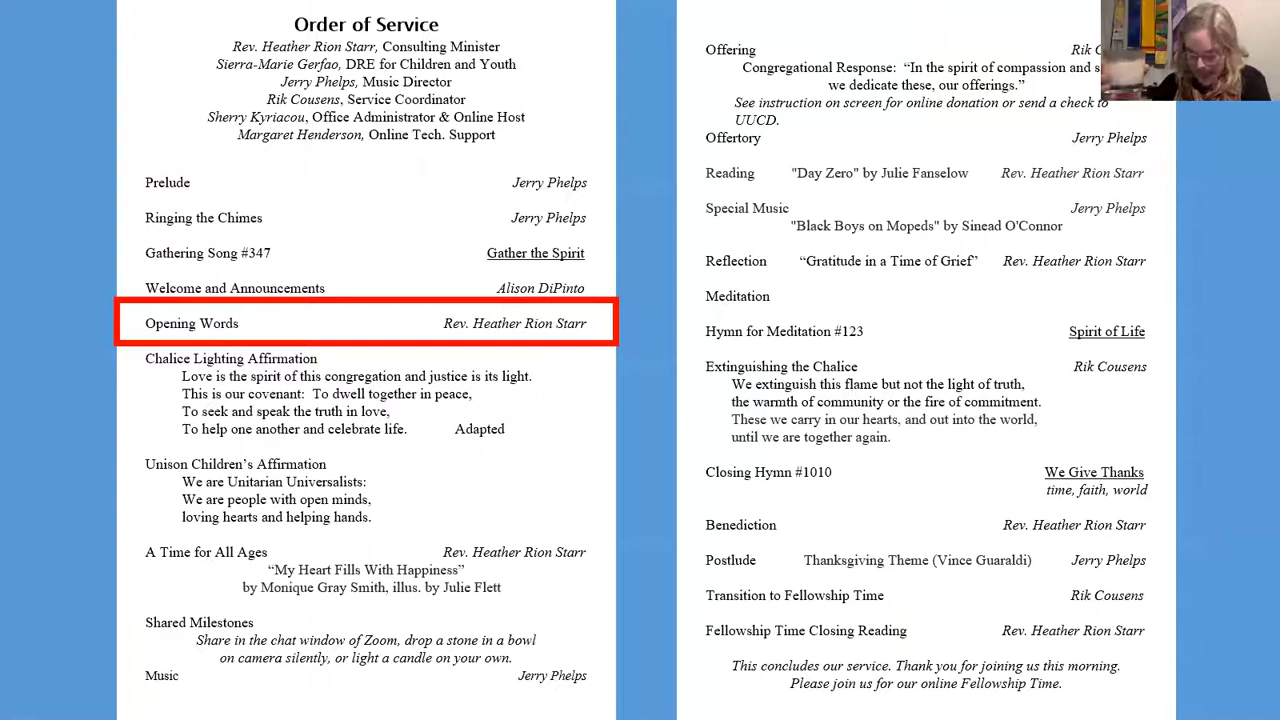 Order of Service
Rev. Heather Rion Starr, Consulting Minister
Sierra-Marie Gerfao, DRE for Children and Youth
Jerry Phelps, Music Director
Rik Cousens, Service Coordinator
Sherry Kyriacou, Office Administrator & Online Host
Margaret Henderson, Online Tech. Support
Prelude Jerry Phelps
Ringing the Chimes Jerry Phelps
Gathering Song #347 Gather the Spirit
Welcome and Announcements Alison DiPinto
Opening Words Rev. Heather Rion Starr
Chalice Lighting Affirmation
Love is the spirit of this congregation and justice is its light.
This is our covenant: To dwell together in peace,
To seek and speak the truth in love,
To help one another and celebrate life. Adapted
Unison Children’s Affirmation
We are Unitarian Universalists:
We are people with open minds,
loving hearts and helping hands.
A Time for All Ages Rev. Heather Rion Starr
“My Heart Fills With Happiness”
by Monique Gray Smith, illus. by Julie Flett
Shared Milestones
Share in the chat window of Zoom, drop a stone in a bowl
on camera silently, or light a candle on your own.
Music Jerry Phelps
Offering Rik
Congregational Response: “In the spirit of compassion and
we dedicate these, our offerings.”
See instruction on screen for online donation or send a check to
UUCD.
Offertory Jerry Phelps
Reading "Day Zero" by Julie Fanselow Rev. Heather Rion Starr
Special Music Jerry Phelps
"Black Boys on Mopeds" by Sinead O'Connor
Reflection “Gratitude in a Time of Grief” Rev. Heather Rion Starr
Meditation
Hymn for Meditation #123 Spirit of Life
Extinguishing the Chalice Rik Cousens
We extinguish this flame but not the light of truth,
the warmth of community or the fire of commitment.
These we carry in our hearts, and out into the world,
until we are together again.
Closing Hymn #1010 We Give Thanks
time, faith, world
Benediction Rev. Heather Rion Starr
Postlude Thanksgiving Theme (Vince Guaraldi) Jerry Phelps
Transition to Fellowship Time Rik Cousens
Fellowship Time Closing Reading Rev. Heather Rion Starr
This concludes our service. Thank you for joining us this morning.
Please join us for our online Fellowship Time.